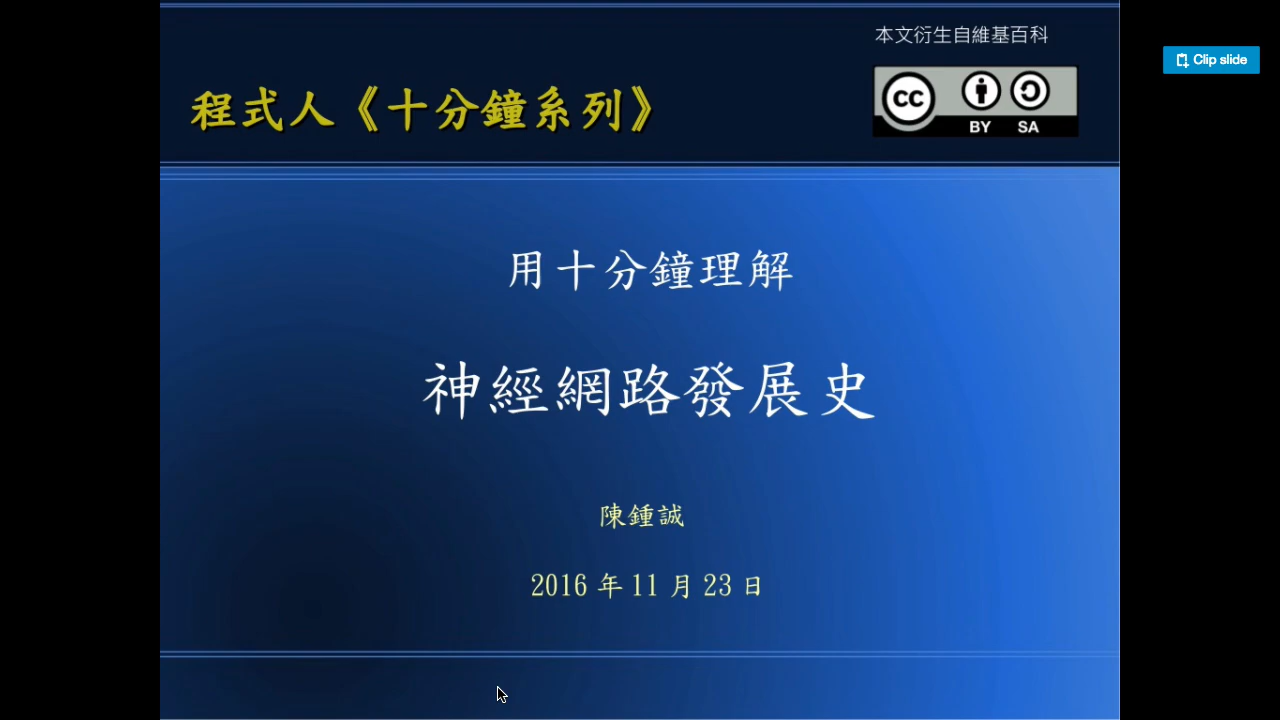 本文衍生自維基百科
Clip slide
程式人《十分鐘系列》
cc
BY SA
用十分鐘理解
神經網路發展史
陳鍾誠
2016 年 11 月 23 日